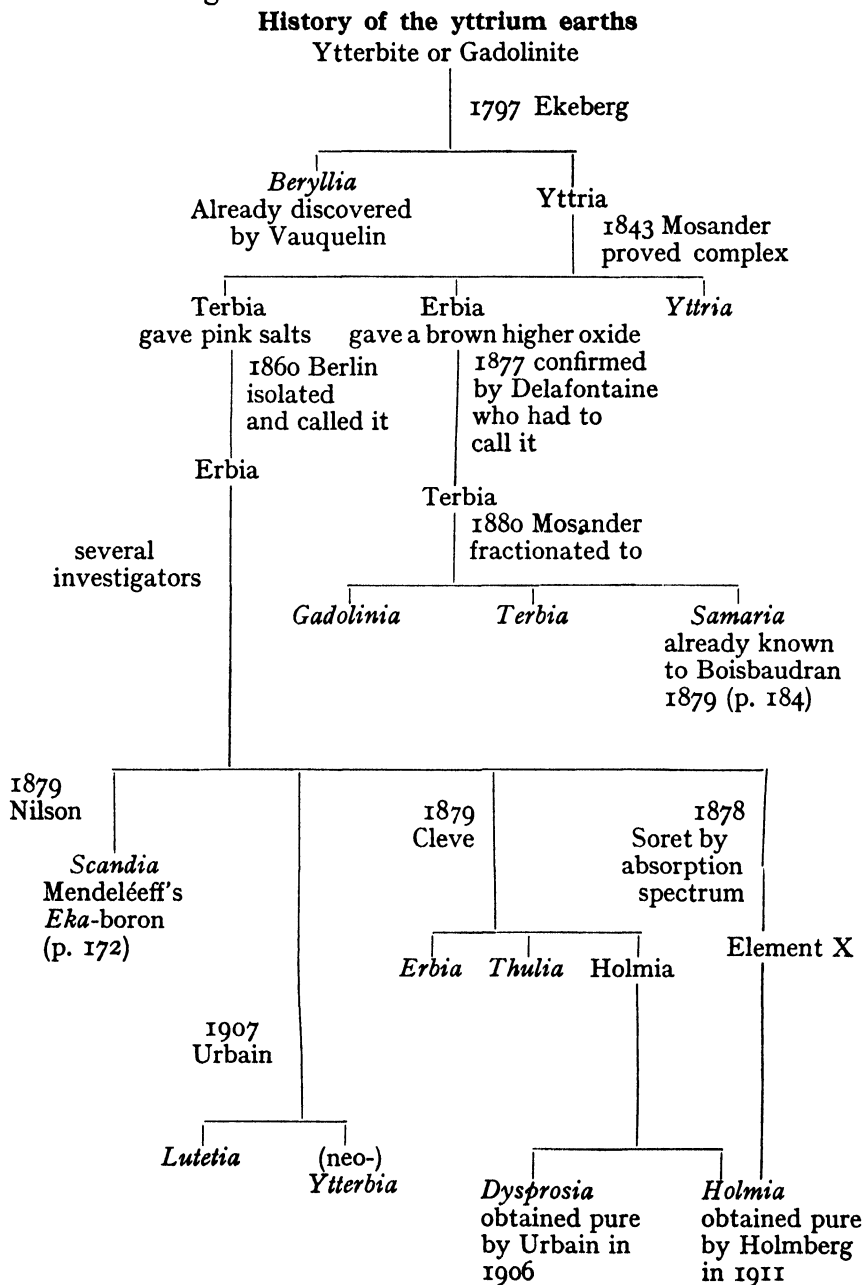 History of the yttrium earths
Ytterbite or Gadolinite
1797 Ekeberg
Beryllia
Already discovered
by Vauquelin
Yttria
1843 Mosander
proved complex
Terbia
gave pink salts
Erbia
gave a brown higher oxide
Yttria
1860 Berlin
isolated
and called it
1877 confirmed
by Delafontaine
who had to
call it
Erbia
Terbia
1880 Mosander
fractionated to
several
investigators
Gadolinia
Terbia
Samaria
already known
to Boisbaudran
1879 (p. 184)
1879
Nilson
1879
Cleve
1878
Soret by
absorption
spectrum
Scandia
Mendeléeff's
Eka-boron
(p. 172)
Erbia
Thulia
Holmia
Element X
1907
Urbain
Lutetia
(neo-)
Ytterbia
Dysprosia
obtained pure
by Urbain in
1906
Holmia
obtained pure
by Holmberg
in 1911